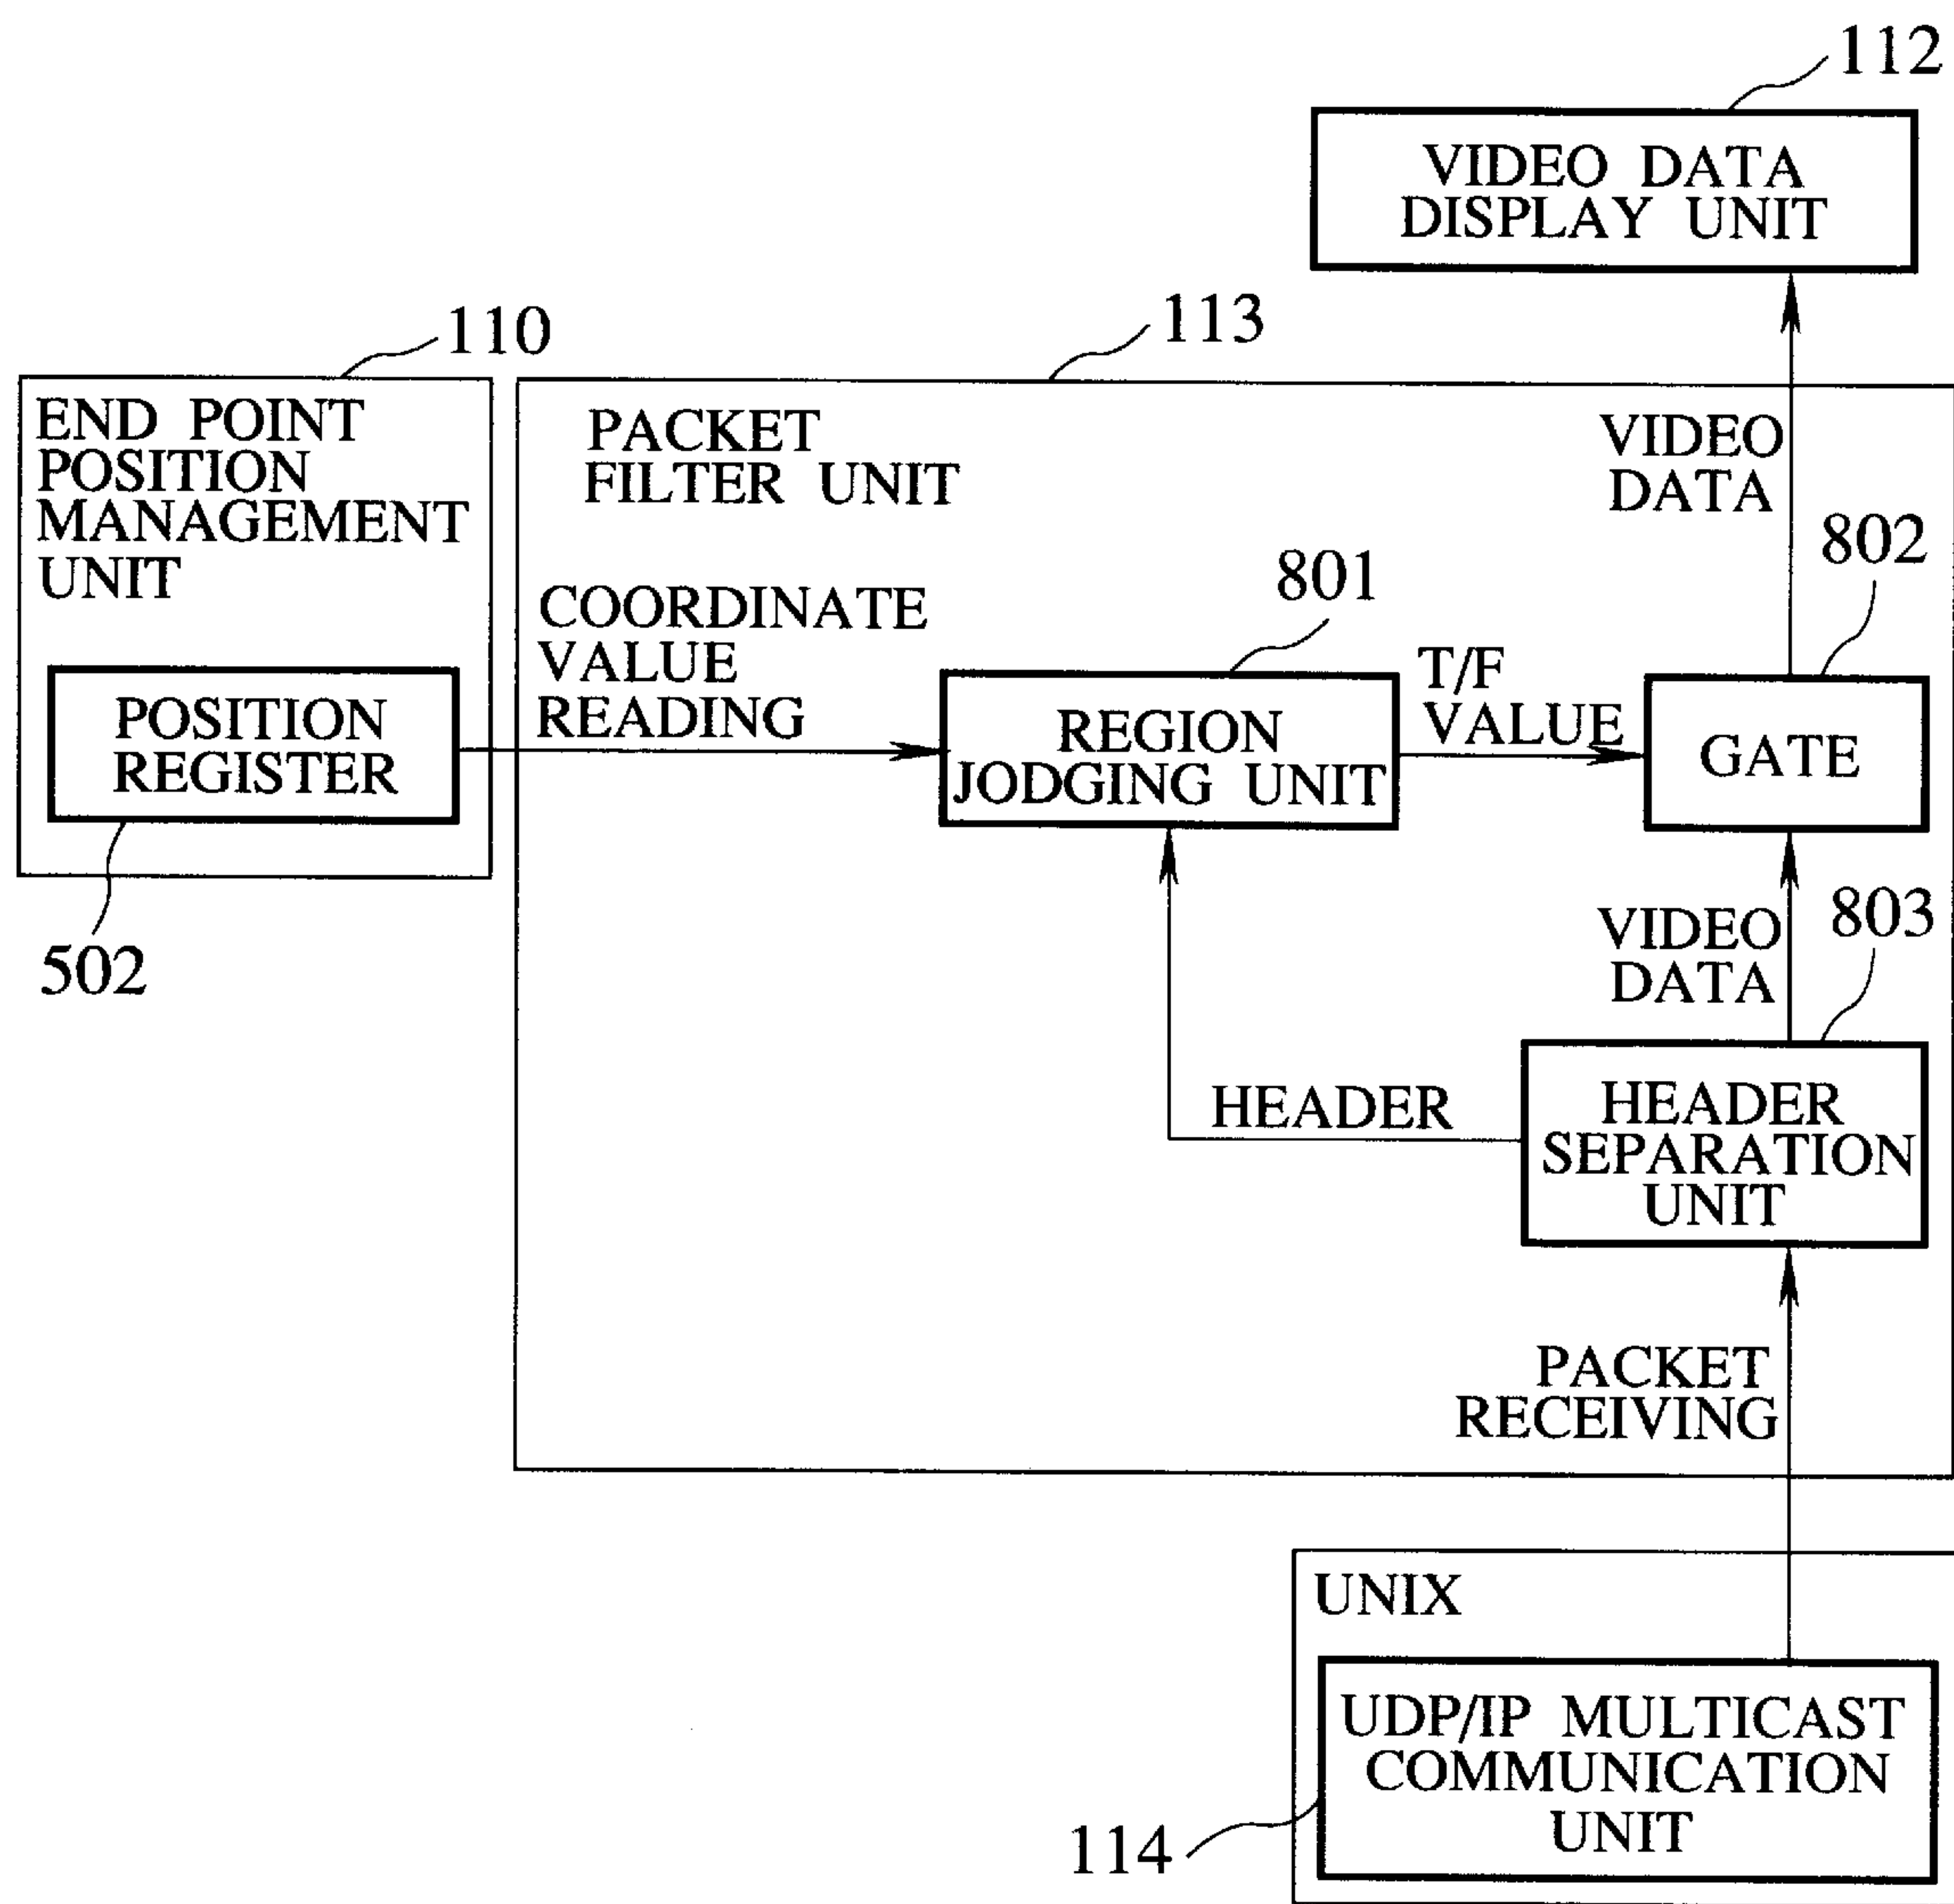 112
VIDEO DATA
DISPLAY UNIT
110
113
END POINT
POSITION
MANAGEMENT
UNIT
PACKET
FILTER UNIT
VIDEO
DATA
802
801
COORDINATE
VALUE
READING
T/F
VALUE
POSITION
REGISTER
REGION
JODGING UNIT
GATE
502
VIDEO
DATA
803
HEADER
HEADER
SEPARATION
UNIT
PACKET
RECEIVING
UNIX
UDP/IP MULTICAST
COMMUNICATION
UNIT
114